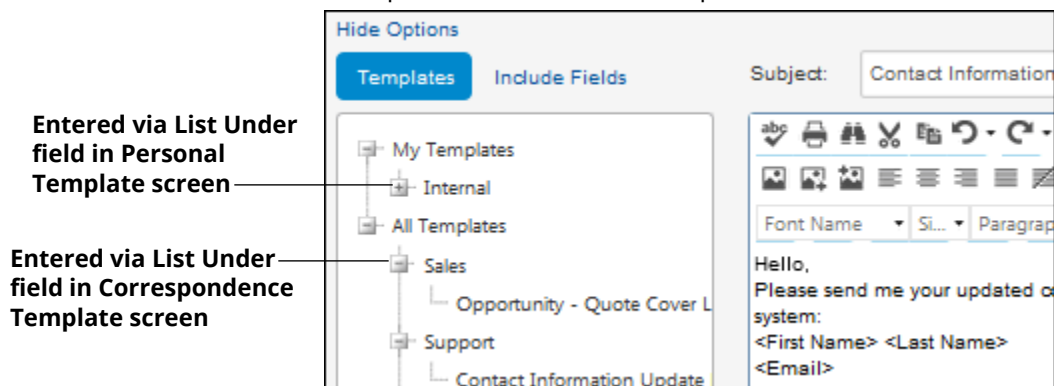 Hide Options
Templates Include Fields Subject: Contact Information
Entered via List Under
field in Personal
Template screen
My Templates
Internal
All Templates
Entered via List Under
field in Correspondence
Template screen
Sales
Opportunity - Quote Cover L
Support
Contact Information Update
abc
Font Name Si... Paragrap
Hello,
Please send me your updated
system:
<First Name> <Last Name>
<Email>